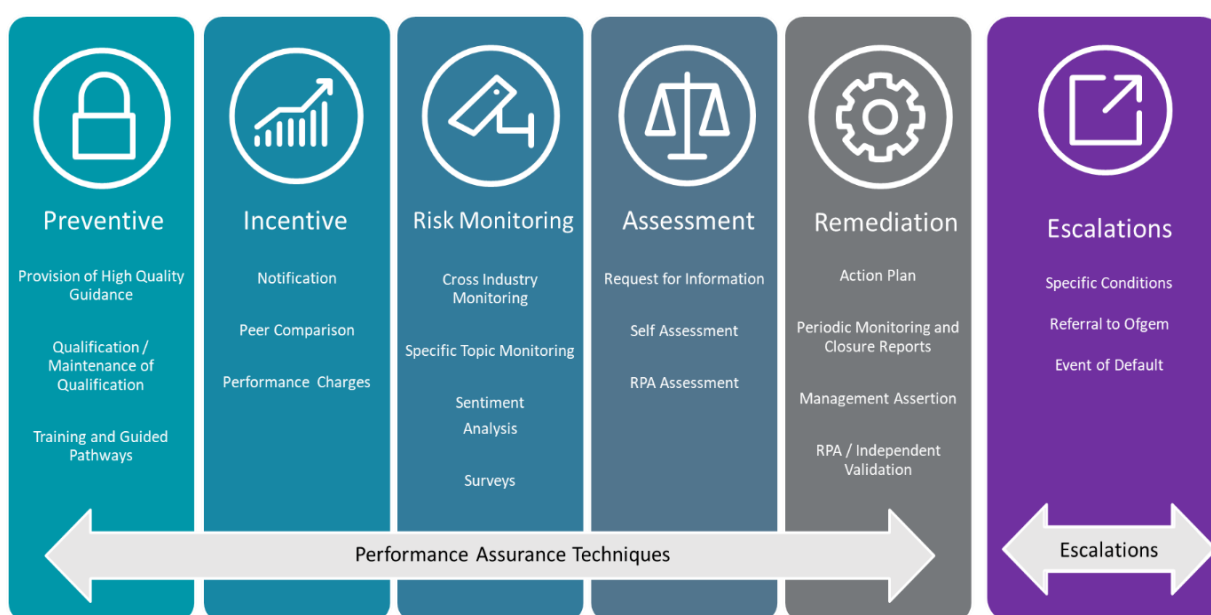 Preventive
Provision of High Quality
Guidance
Qualification /
Maintenance of
Qualification
Training and Guided
Pathways
Incentive
Notification
Peer Comparison
Performance Charges
Risk Monitoring
Cross Industry
Monitoring
Specific Topic Monitoring
Sentiment
Analysis
Surveys
Assessment
Request for Information
Self Assessment
RPA Assessment
Remediation
Action Plan
Periodic Monitoring and
Closure Reports
Management Assertion
RPA / Independent
Validation
Escalations
Specific Conditions
Referral to Ofgem
Event of Default
Performance Assurance Techniques
Escalations